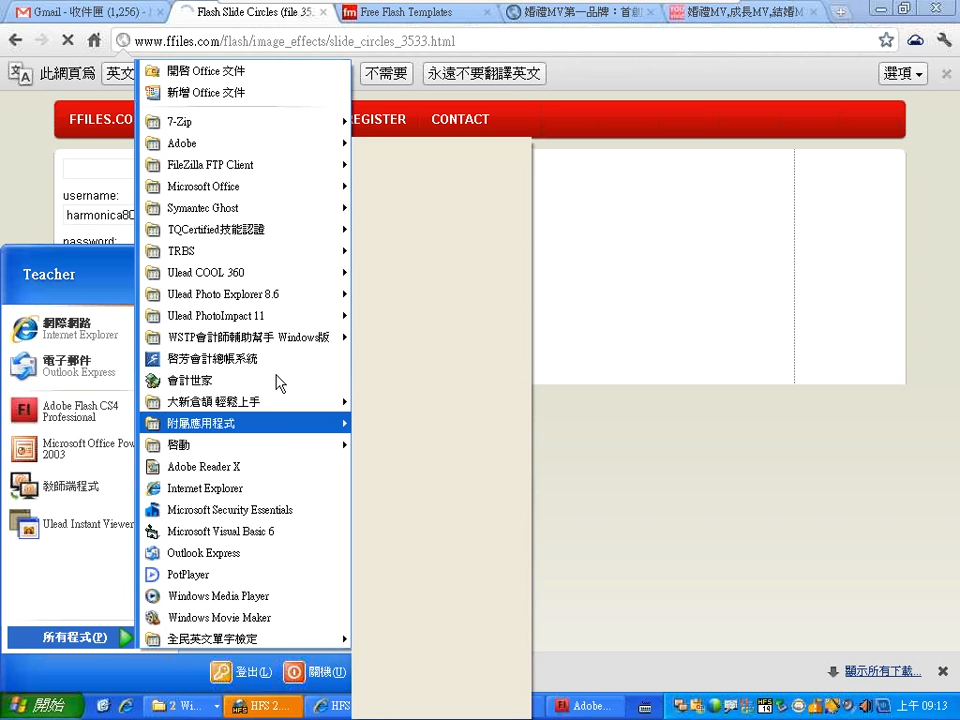 Gmail - 收件匣 (1,256) -
Flash Slide Circles (file 35.
Free Flash Templates
婚禮MV第一品牌：首創
婚禮MV,成長MV,結婚M
www.ffiles.com/flash/image_effects/slide_circles_3533.html
此網頁為
英文
不需要
永遠不要翻譯英文
選項
FFILES.CO
REGISTER
CONTACT
username:
harmonica80
password:
Teacher
網際網路
Internet Explorer
電子郵件
Outlook Express
Adobe Flash CS4
Professional
Microsoft Office Pow
2003
教師端程式
Ulead Instant Viewer
所有程式(P)
開啓 Office 文件
新增 Office 文件
7-Zip
Adobe
FileZilla FTP Client
Microsoft Office
Symantec Ghost
TQCertified技能認證
TRBS
Ulead COOL 360
Ulead Photo Explorer 8.6
Ulead PhotoImpact 11
WSTP會計師輔助幫手 Windows版
啓芳會計總帳系統
會計世家
大新倉頡 輕鬆上手
附屬應用程式
啓動
Adobe Reader X
Internet Explorer
Microsoft Security Essentials
Microsoft Visual Basic 6
Outlook Express
PotPlayer
Windows Media Player
Windows Movie Maker
全民英文單字檢定
登出(L)
關機(U)
顯示所有下載...
開始
2 Wi...
HFS 2....
HFS
Adobe...
上午 09:13